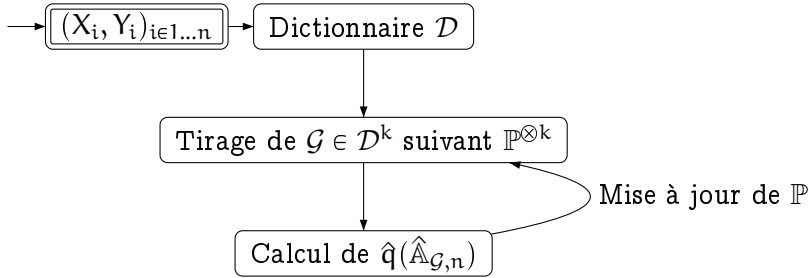 (X_i, Y_i)_{i∈1...n}
Dictionnaire 𝒟
Tirage de 𝒢 ∈ 𝒟^k suivant ℙ^{⊗k}
Mise à jour de ℙ
Calcul de q̂(𝔸̂_{𝒢,n})